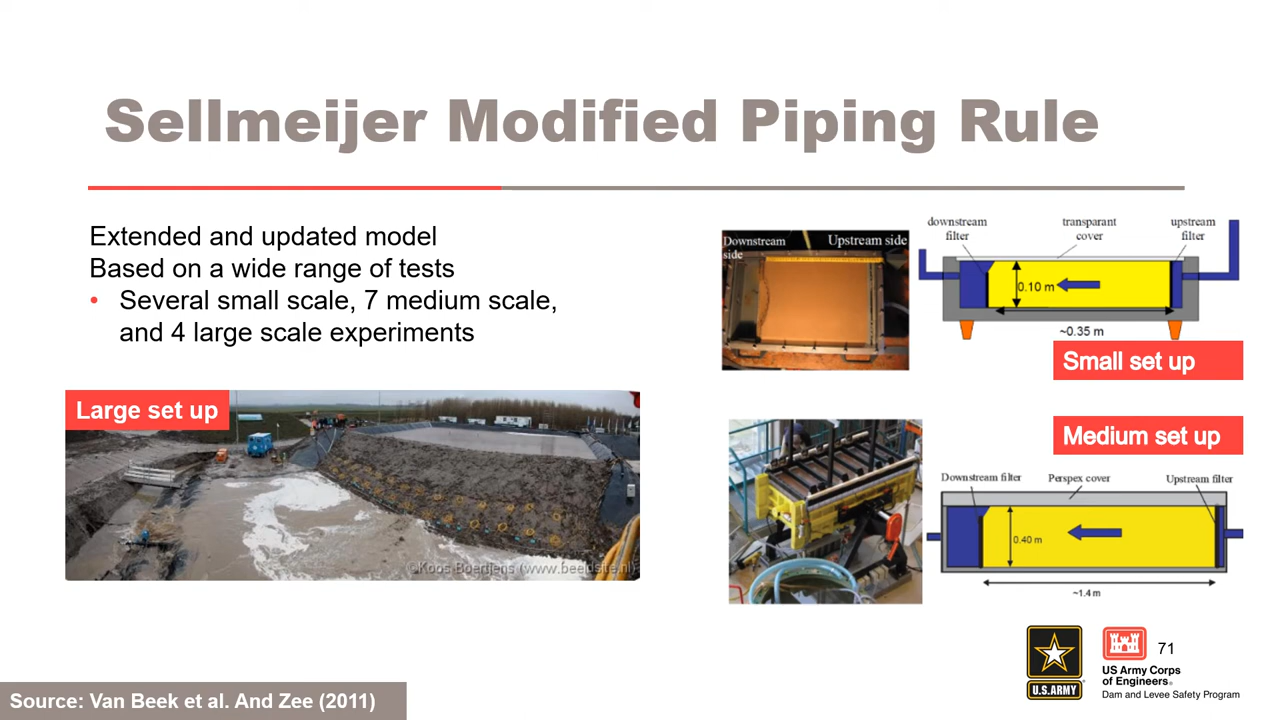 Sellmeijer Modified Piping Rule
Extended and updated model
Based on a wide range of tests
• Several small scale, 7 medium scale,
and 4 large scale experiments
Large set up
©Koos Boertjens (www.beeldsite.nl)
Downstream
side
Upstream side
downstream
filter
transparant
cover
upstream
filter
0.10 m
~0.35 m
Small set up
Medium set up
Downstream filter
Perspex cover
Upstream filter
0.40 m
~1.4 m
U.S.ARMY
US Army Corps
of Engineers®
Dam and Levee Safety Program
71
Source: Van Beek et al. And Zee (2011)